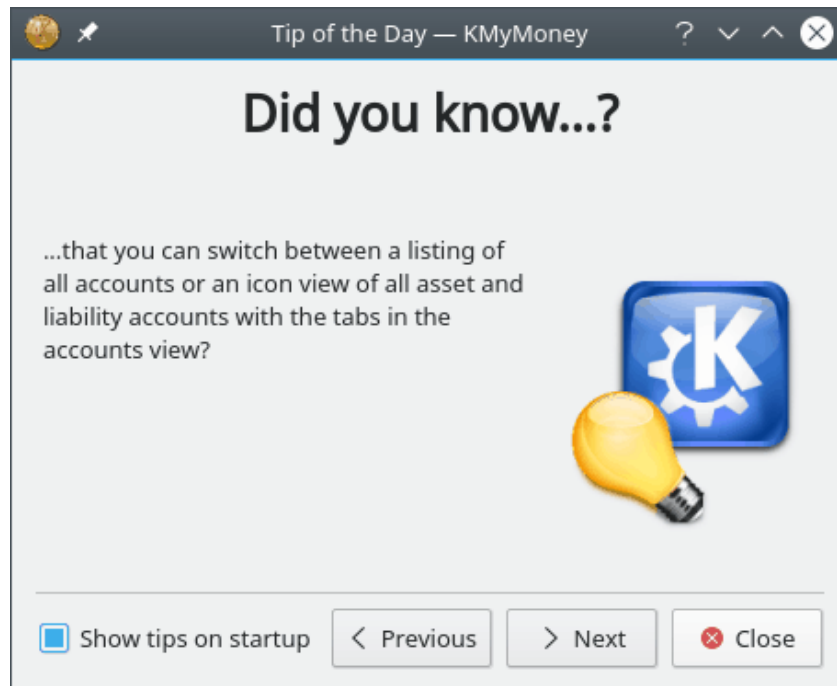 Tip of the Day — KMyMoney
Did you know...?
...that you can switch between a listing of
all accounts or an icon view of all asset and
liability accounts with the tabs in the
accounts view?
K
Show tips on startup
Previous
Next
Close